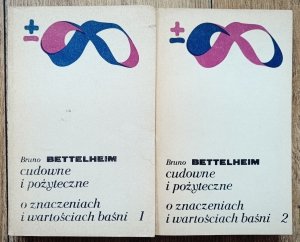 ±
Bruno BETTELHEIM
cudowne
i pożyteczne
o znaczeniach
i wartościach baśni 1
±
Bruno BETTELHEIM
cudowne
i pożyteczne
o znaczeniach
i wartościach baśni 2